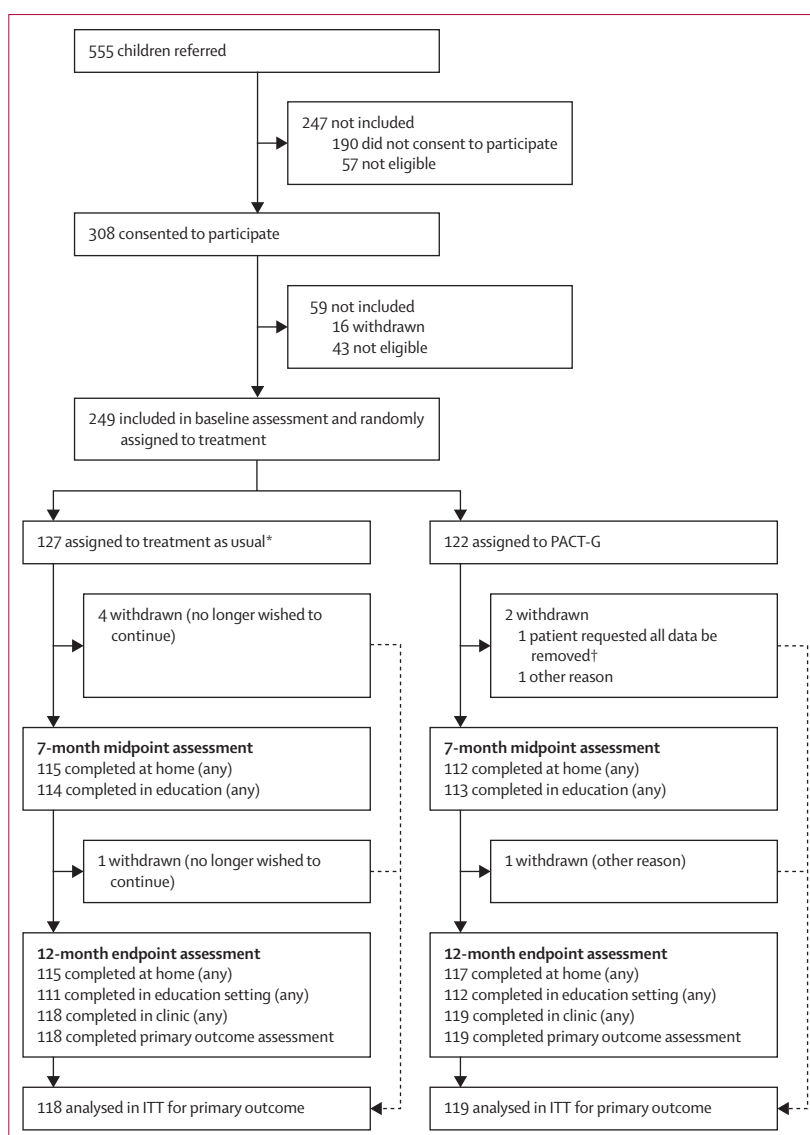 555 children referred
247 not included
190 did not consent to participate
57 not eligible
308 consented to participate
59 not included
16 withdrawn
43 not eligible
249 included in baseline assessment and randomly
assigned to treatment
127 assigned to treatment as usual*
122 assigned to PACT-G
4 withdrawn (no longer wished to
continue)
2 withdrawn
1 patient requested all data be
removed†
1 other reason
7-month midpoint assessment
115 completed at home (any)
114 completed in education (any)
7-month midpoint assessment
112 completed at home (any)
113 completed in education (any)
1 withdrawn (no longer wished to
continue)
1 withdrawn (other reason)
12-month endpoint assessment
115 completed at home (any)
111 completed in education setting (any)
118 completed in clinic (any)
118 completed primary outcome assessment
12-month endpoint assessment
117 completed at home (any)
112 completed in education setting (any)
119 completed in clinic (any)
119 completed primary outcome assessment
118 analysed in ITT for primary outcome
119 analysed in ITT for primary outcome